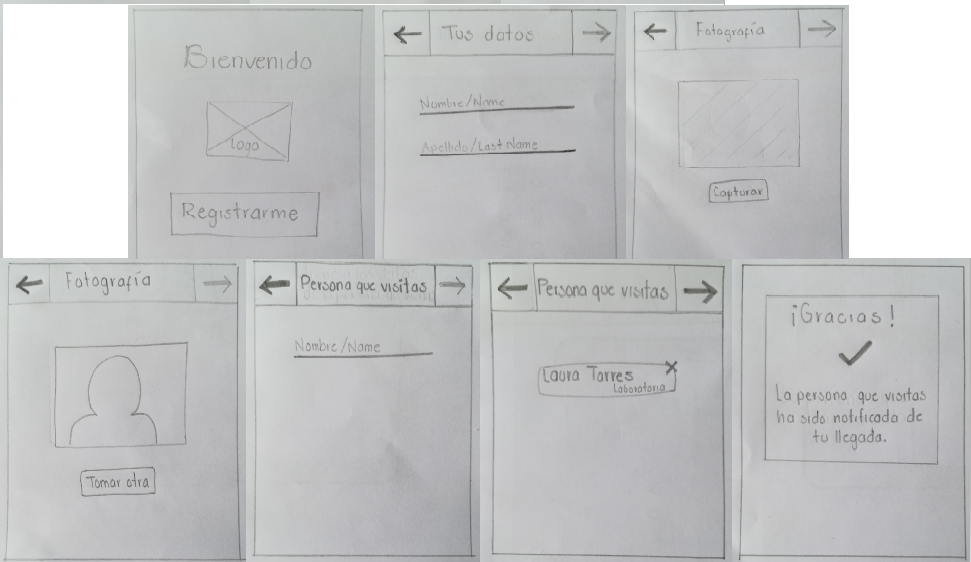 Bienvenido
Logo
Registrarme
Tus datos
Nombre/Name
Apellido/Last Name
Fotografía
Capturar
Fotografía
Tomar otra
Persona que visitas
Nombre/Name
Persona que visitas
Laura Torres
Laboratorio
¡Gracias!
La persona que visitas
ha sido notificada de
tu llegada.